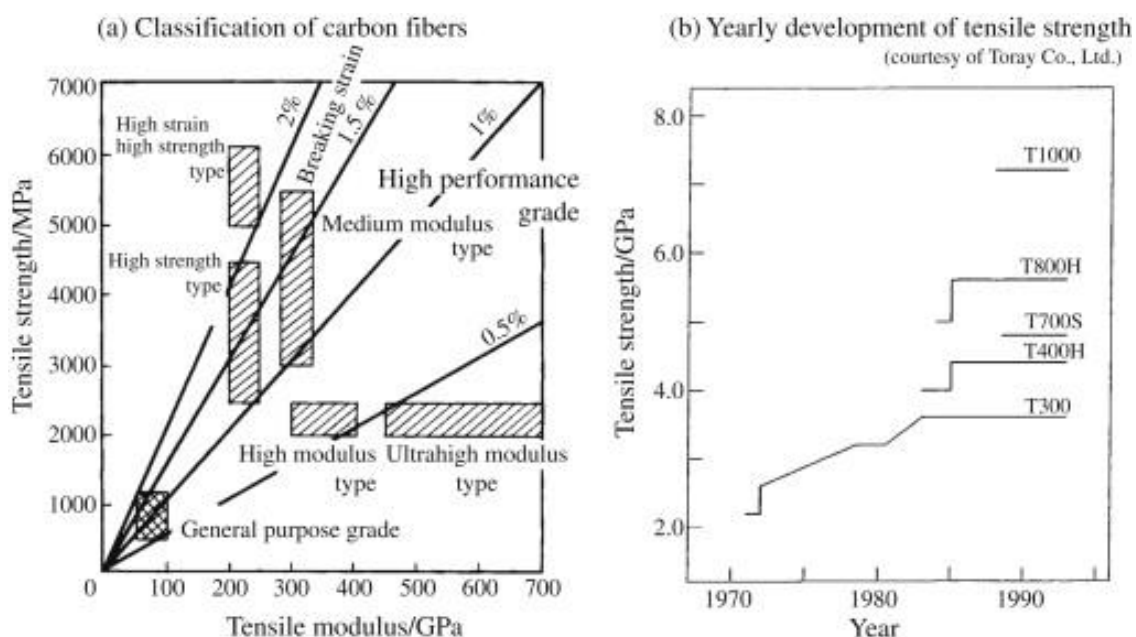 (a) Classification of carbon fibers
7000
6000
5000
4000
3000
2000
1000
0
Tensile strength/MPa
100
200
300
400
500
600
700
Tensile modulus/GPa
High strain
high strength
type
High strength
type
2%
Breaking strain
1.5 %
1%
0.5%
High performance
grade
Medium modulus
type
High modulus
type
Ultrahigh modulus
type
General purpose grade
(b) Yearly development of tensile strength
(courtesy of Toray Co., Ltd.)
8.0
6.0
4.0
2.0
Tensile strength/GPa
T1000
T800H
T700S
T400H
T300
1970
1980
1990
Year